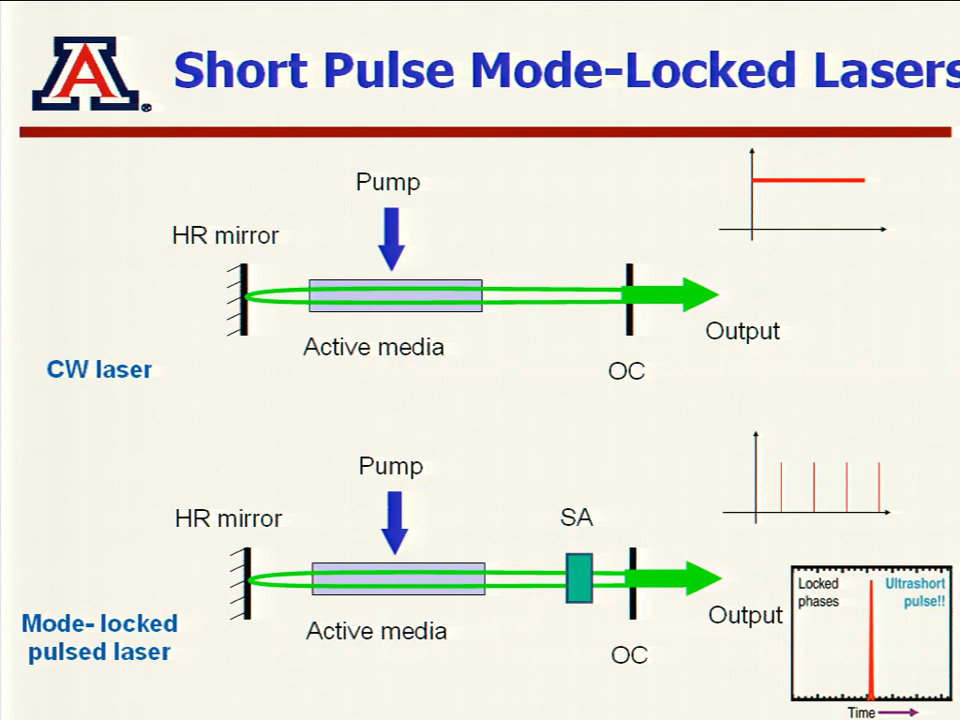 A
®
Short Pulse Mode-Locked Lasers
Pump
HR mirror
Active media
Output
OC
CW laser
Pump
HR mirror
SA
Active media
Output
OC
Mode- locked
pulsed laser
Locked
phases
Ultrashort
pulse!!
Time